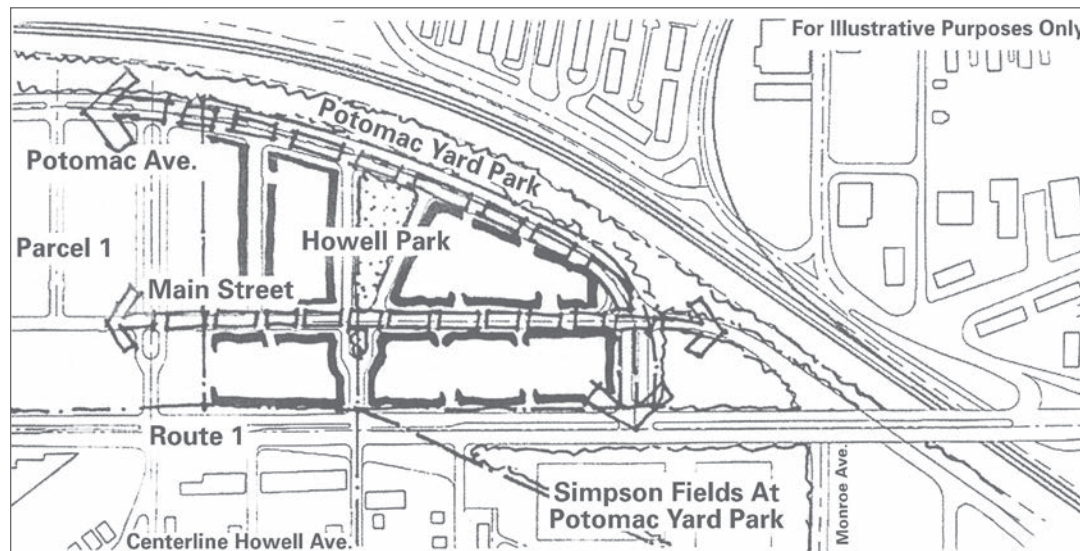 For Illustrative Purposes Only
Potomac Yard Park
Potomac Ave.
Parcel 1
Howell Park
Main Street
Route 1
Simpson Fields At
Potomac Yard Park
Monroe Ave.
Centerline Howell Ave.